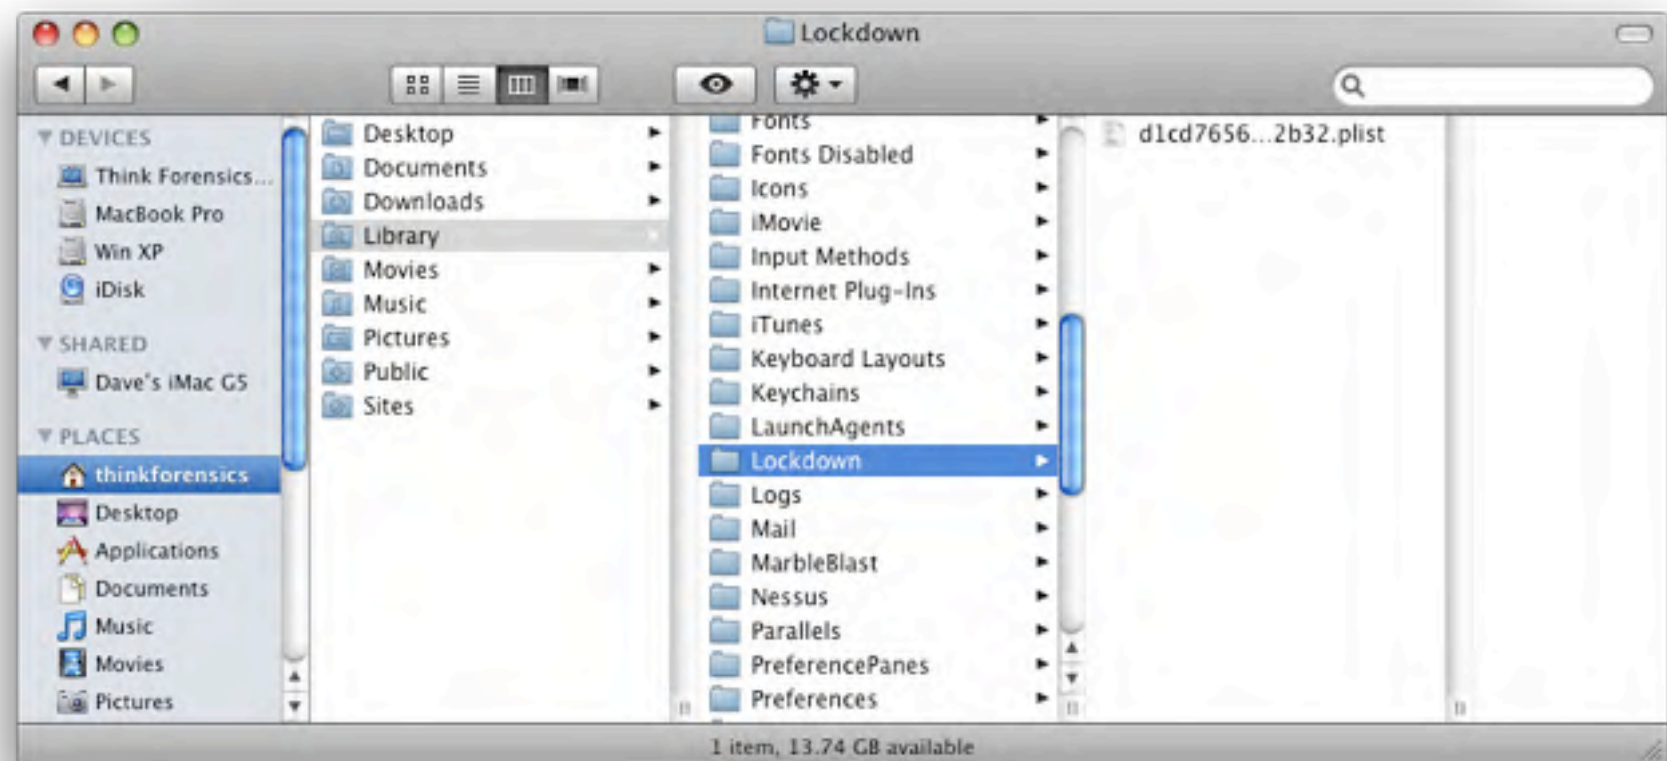 Lockdown
DEVICES
Think Forensics...
MacBook Pro
Win XP
iDisk
SHARED
Dave's iMac G5
PLACES
thinkforensics
Desktop
Applications
Documents
Music
Movies
Pictures
Desktop
Documents
Downloads
Library
Movies
Music
Pictures
Public
Sites
Fonts
Fonts Disabled
Icons
iMovie
Input Methods
Internet Plug-Ins
iTunes
Keyboard Layouts
Keychains
LaunchAgents
Lockdown
Logs
Mail
MarbleBlast
Nessus
Parallels
PreferencePanes
Preferences
d1cd7656...2b32.plist
1 item, 13.74 GB available